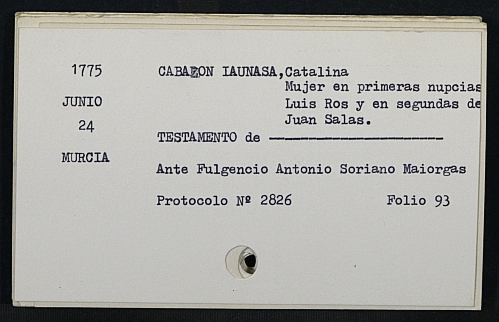 1775 CABAZON IAUNASA, Catalina
Mujer en primeras nupcias
JUNIO Luis Ros y en segundas de
24 Juan Salas.
TESTAMENTO de ------------------------
MURCIA
Ante Fulgencio Antonio Soriano Maiorgas
Protocolo Nº 2826 Folio 93